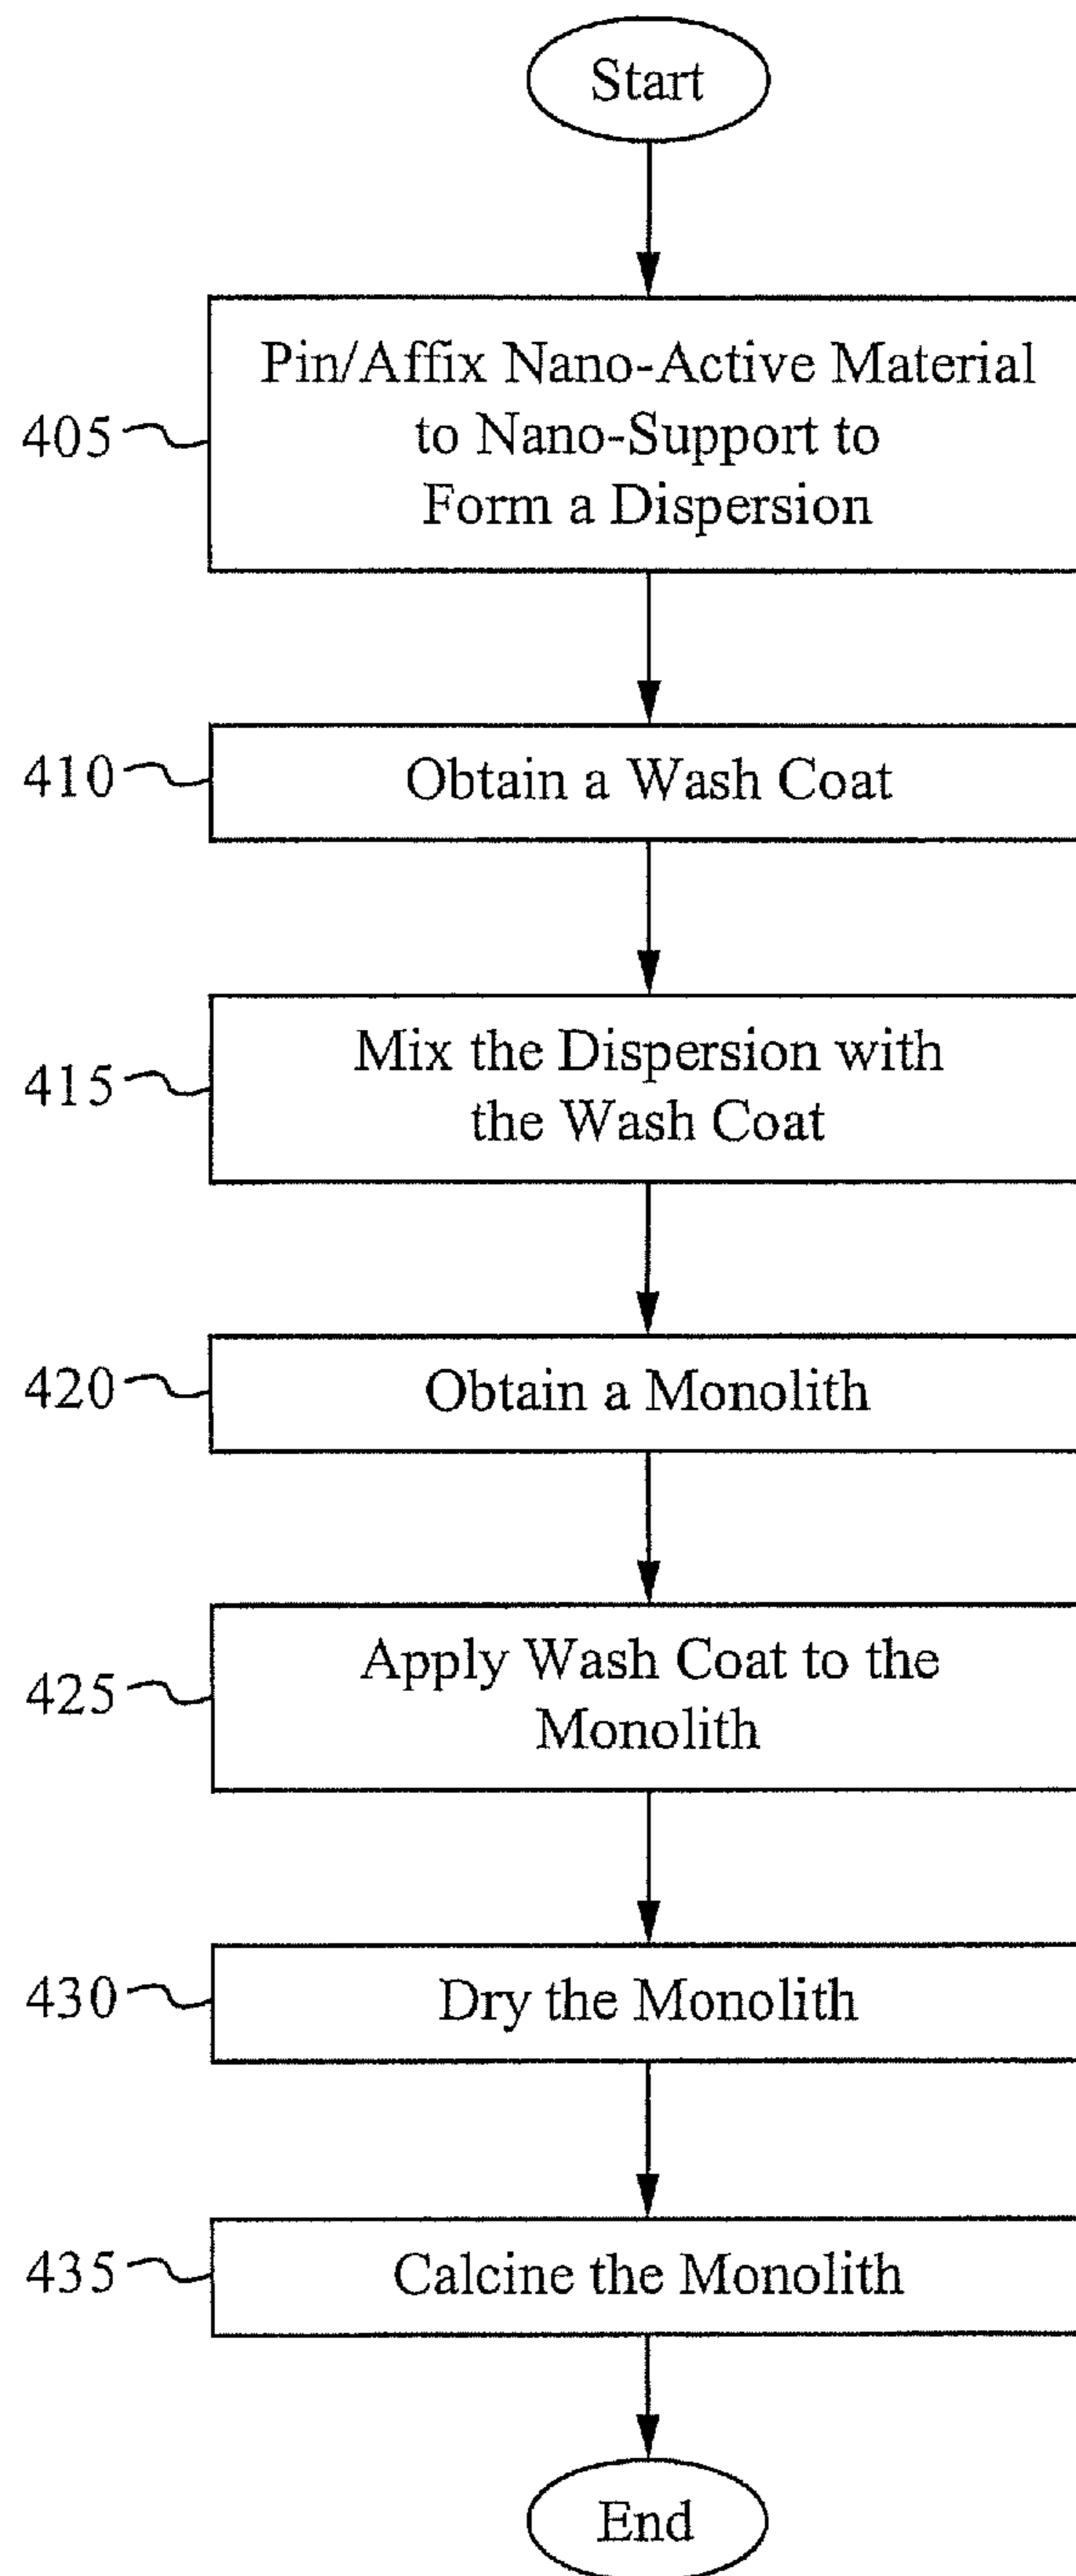 Start
Pin/Affix Nano-Active Material
405
to Nano-Support to
Form a Dispersion
410
Obtain a Wash Coat
Mix the Dispersion with
415
the Wash Coat
420
Obtain a Monolith
Apply Wash Coat to the
425
Monolith
430
Dry the Monolith
435
Calcine the Monolith
End